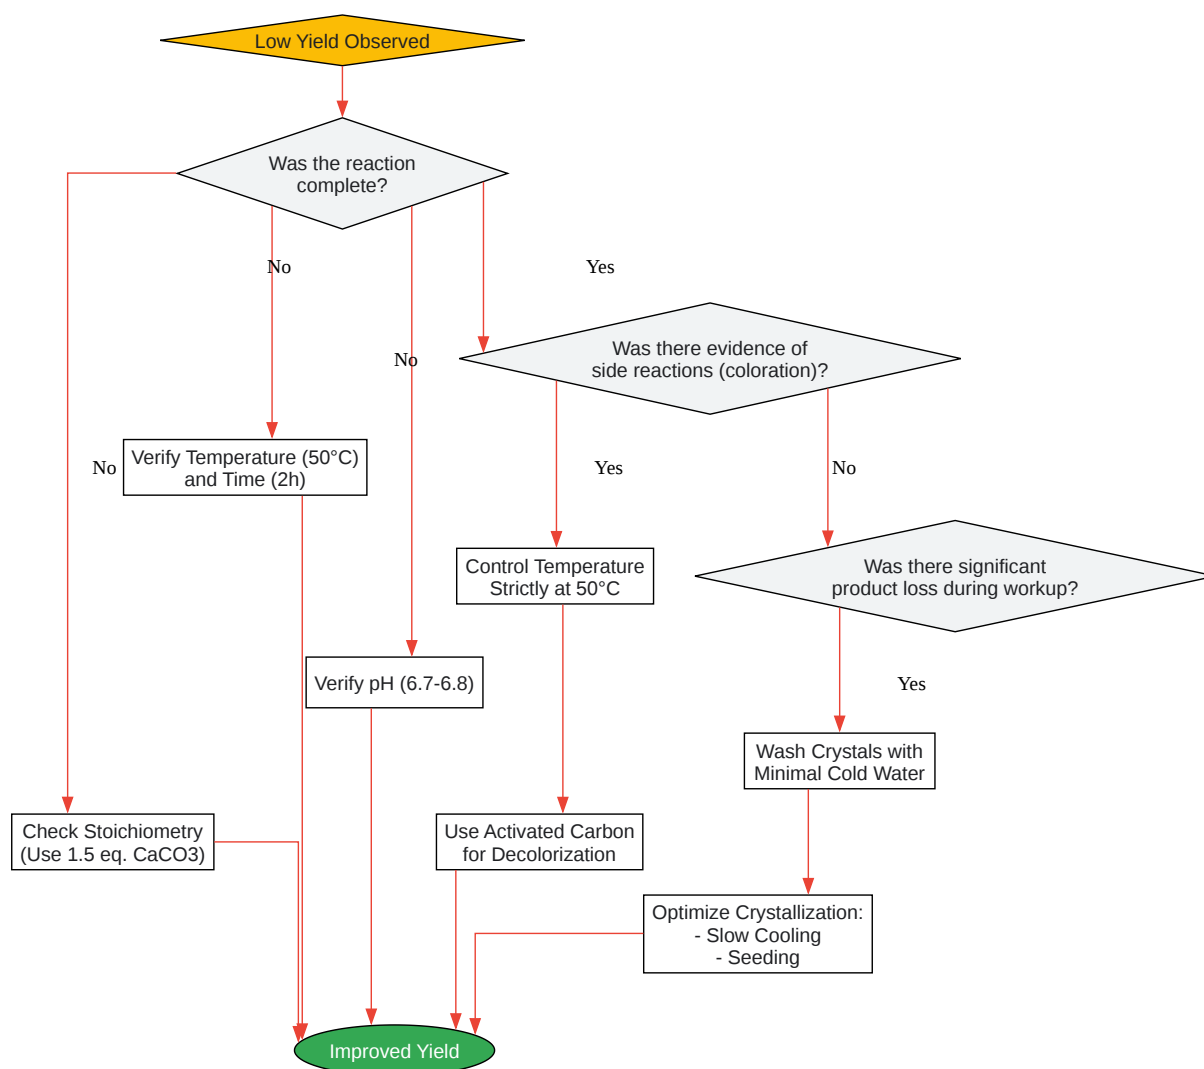 Low Yield Observed
Was the reaction
complete?
No
Yes
Was there evidence of
side reactions (coloration)?
No
Verify Temperature (50°C)
and Time (2h)
No
Yes
No
Control Temperature
Strictly at 50°C
Was there significant
product loss during workup?
Verify pH (6.7-6.8)
Yes
Wash Crystals with
Minimal Cold Water
Check Stoichiometry
(Use 1.5 eq. CaCO3)
Use Activated Carbon
for Decolorization
Optimize Crystallization:
- Slow Cooling
- Seeding
Improved Yield